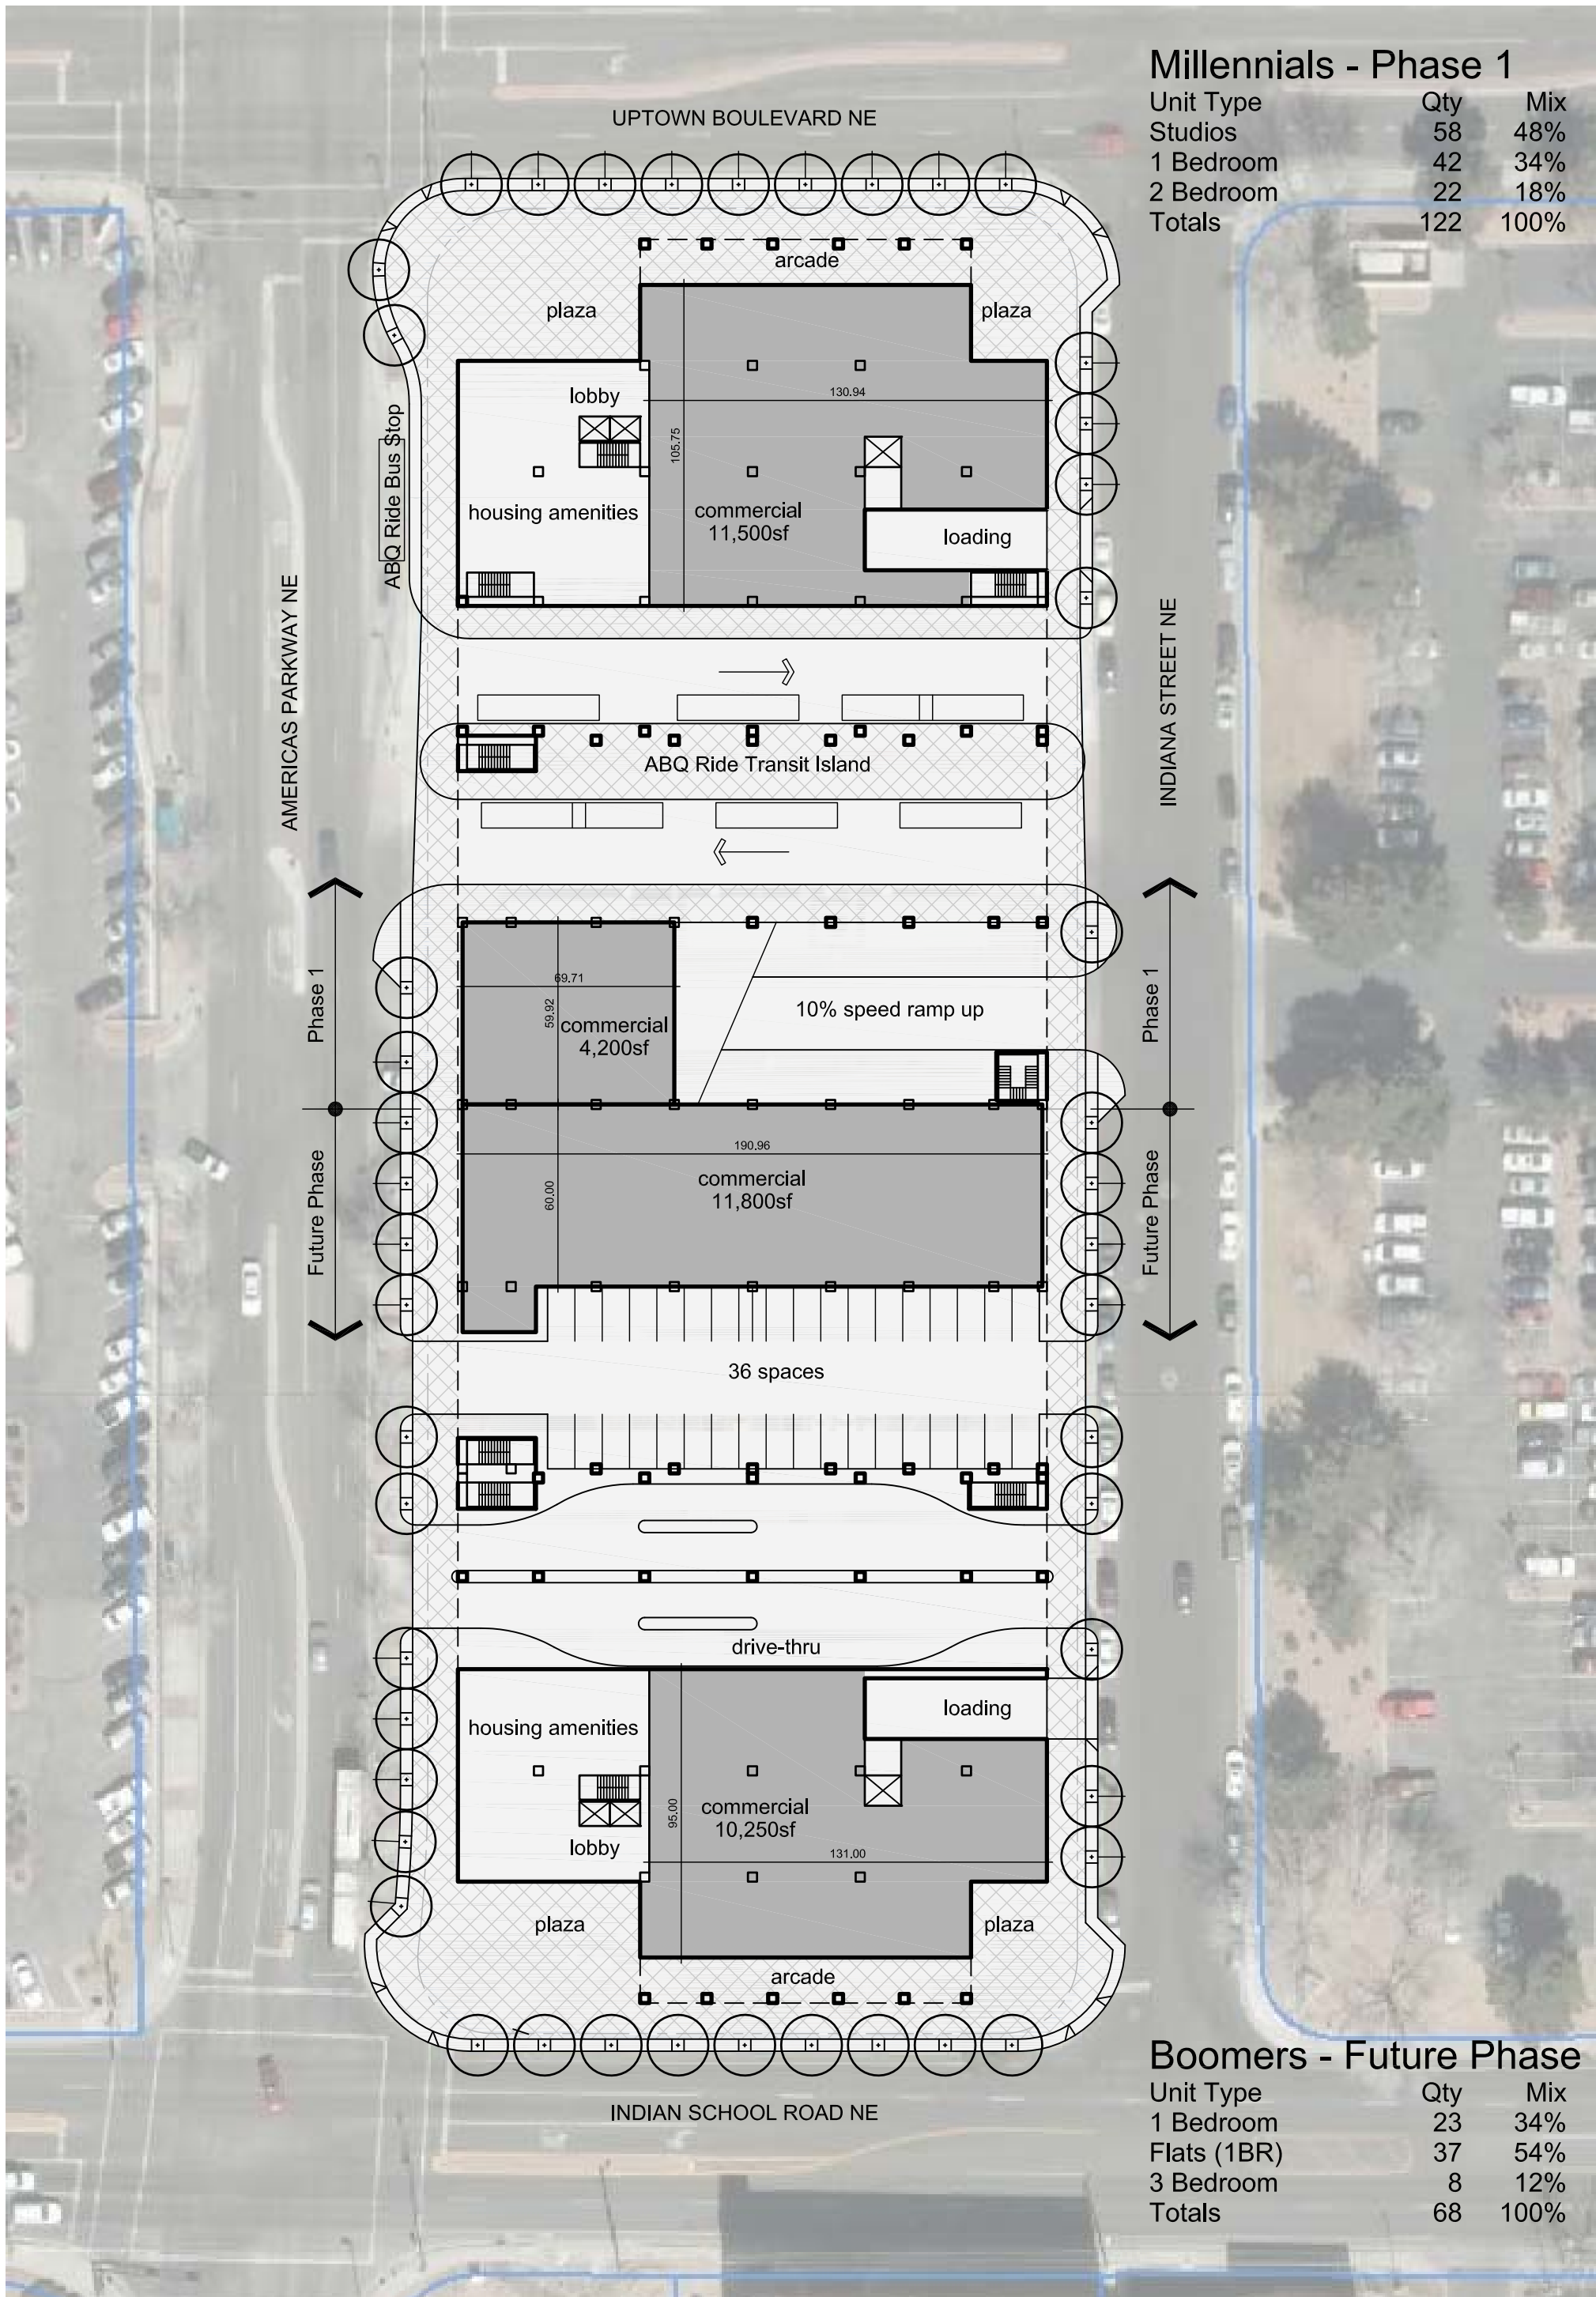 Millennials - Phase 1
Unit Type Qty Mix
Studios 58 48%
1 Bedroom 42 34%
2 Bedroom 22 18%
Totals 122 100%
UPTOWN BOULEVARD NE
arcade
plaza
plaza
lobby
130.94
105.75
ABQ Ride Bus Stop
housing amenities
commercial
11,500sf
loading
AMERICAS PARKWAY NE
INDIANA STREET NE
ABQ Ride Transit Island
Phase 1
69.71
59.92
commercial
4,200sf
10% speed ramp up
Phase 1
Future Phase
190.96
60.00
commercial
11,800sf
Future Phase
36 spaces
drive-thru
housing amenities
loading
95.00
commercial
10,250sf
lobby
131.00
plaza
plaza
arcade
INDIAN SCHOOL ROAD NE
Boomers - Future Phase
Unit Type Qty Mix
1 Bedroom 23 34%
Flats (1BR) 37 54%
3 Bedroom 8 12%
Totals 68 100%